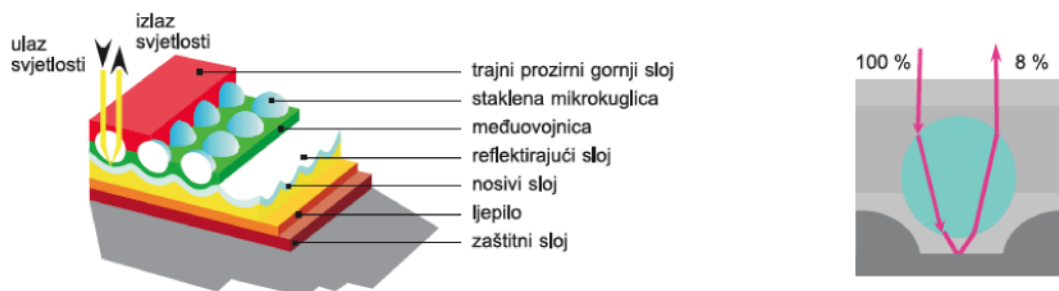 ulaz
svjetlosti
izlaz
svjetlosti
trajni prozirni gornji sloj
staklena mikrokuglica
međuovojnica
reflektirajući sloj
nosivi sloj
ljepilo
zaštitni sloj
100 %
8 %